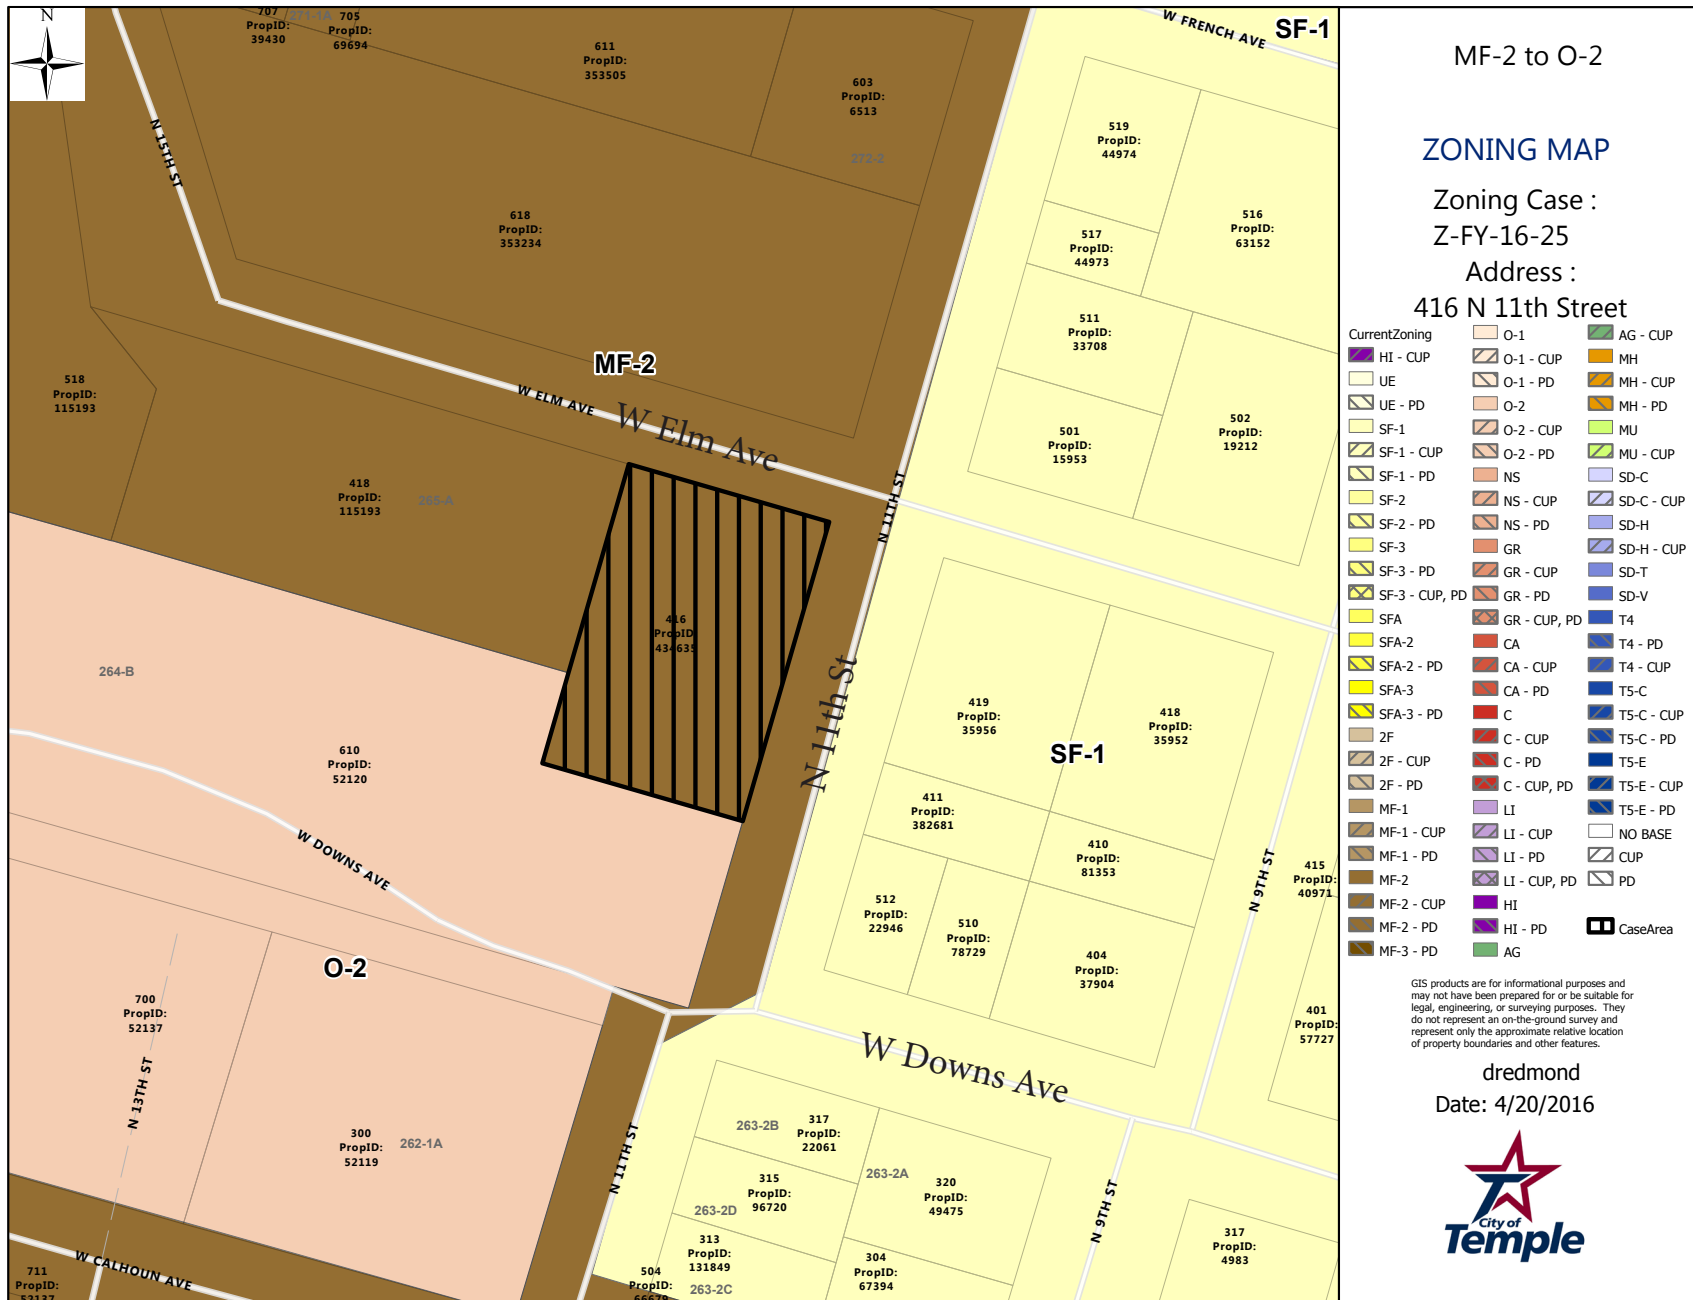 N
707
PropID:
39430
271-1A
705
PropID:
69694
611
PropID:
353505
603
PropID:
6513
272-2
W FRENCH AVE
SF-1
N 15TH ST
519
PropID:
44974
516
PropID:
63152
517
PropID:
44973
618
PropID:
353234
511
PropID:
33708
MF-2
518
PropID:
115193
W ELM AVE
W Elm Ave
501
PropID:
15953
502
PropID:
19212
418
PropID:
115193
265-A
N 11TH ST
416
PropID:
434635
264-B
N 11th St
419
PropID:
35956
418
PropID:
35952
SF-1
610
PropID:
52120
411
PropID:
382681
410
PropID:
81353
W DOWNS AVE
N 9TH ST
415
PropID:
40971
512
PropID:
22946
510
PropID:
78729
404
PropID:
37904
O-2
700
PropID:
52137
401
PropID:
57727
W Downs Ave
N 13TH ST
300
PropID:
52119
262-1A
N 11TH ST
263-2B
317
PropID:
22061
263-2A
315
PropID:
96720
320
PropID:
49475
263-2D
N 9TH ST
313
PropID:
131849
263-2C
304
PropID:
67394
317
PropID:
4983
W CALHOUN AVE
711
PropID:
52137
504
PropID:
66679
MF-2 to O-2
ZONING MAP
Zoning Case :
Z-FY-16-25
Address :
416 N 11th Street
CurrentZoning
HI - CUP
UE
UE - PD
SF-1
SF-1 - CUP
SF-1 - PD
SF-2
SF-2 - PD
SF-3
SF-3 - PD
SF-3 - CUP, PD
SFA
SFA-2
SFA-2 - PD
SFA-3
SFA-3 - PD
2F
2F - CUP
2F - PD
MF-1
MF-1 - CUP
MF-1 - PD
MF-2
MF-2 - CUP
MF-2 - PD
MF-3 - PD
O-1
O-1 - CUP
O-1 - PD
O-2
O-2 - CUP
O-2 - PD
NS
NS - CUP
NS - PD
GR
GR - CUP
GR - PD
GR - CUP, PD
CA
CA - CUP
CA - PD
C
C - CUP
C - PD
C - CUP, PD
LI
LI - CUP
LI - PD
LI - CUP, PD
HI
HI - PD
AG
AG - CUP
MH
MH - CUP
MH - PD
MU
MU - CUP
SD-C
SD-C - CUP
SD-H
SD-H - CUP
SD-T
SD-V
T4
T4 - PD
T4 - CUP
T5-C
T5-C - CUP
T5-C - PD
T5-E
T5-E - CUP
T5-E - PD
NO BASE
CUP
PD
CaseArea
GIS products are for informational purposes and
may not have been prepared for or be suitable for
legal, engineering, or surveying purposes. They
do not represent an on-the-ground survey and
represent only the approximate relative location
of property boundaries and other features.
dredmond
Date: 4/20/2016
City of
Temple